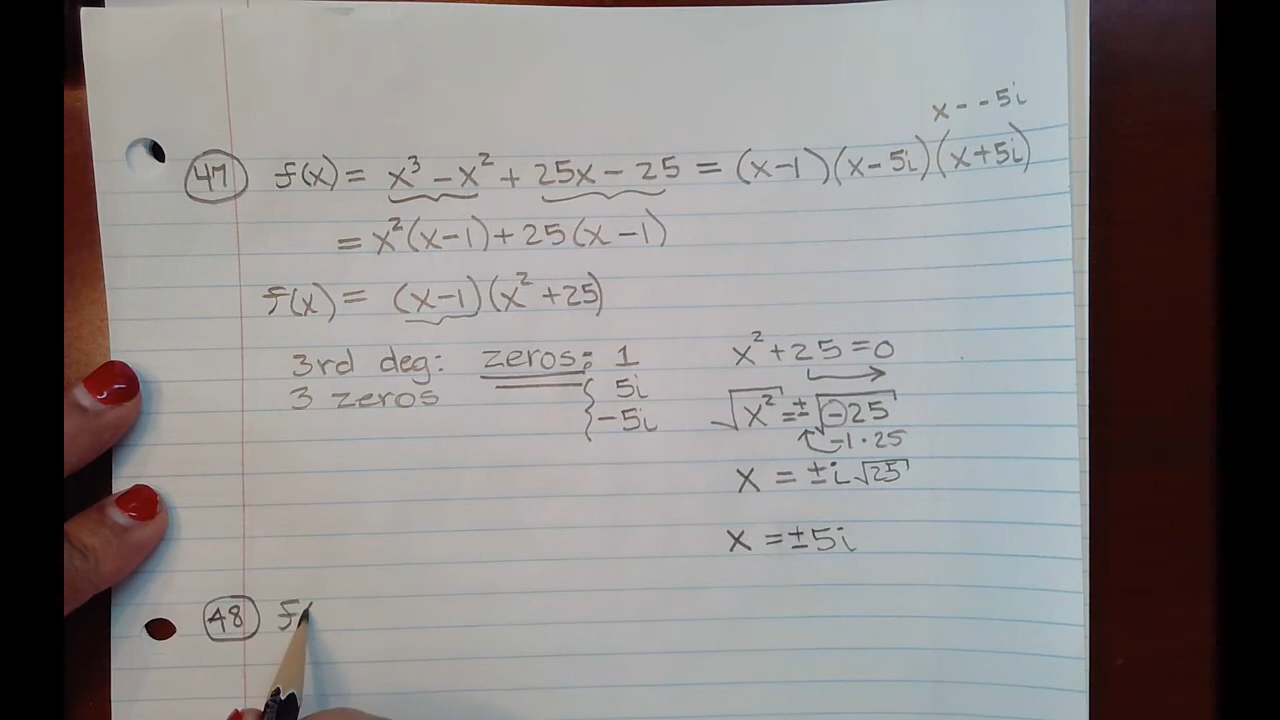 x - -5i
47 f(x) = x³ - x² + 25x - 25 = (x-1)(x-5i)(x+5i)
= x²(x-1) + 25(x-1)
f(x) = (x-1)(x²+25)
3rd deg: zeros: 1
3 zeros
5i
-5i
x² + 25 = 0
√x² = ±√-25
-1·25
x = ±i√25
x = ±5i
48 f(